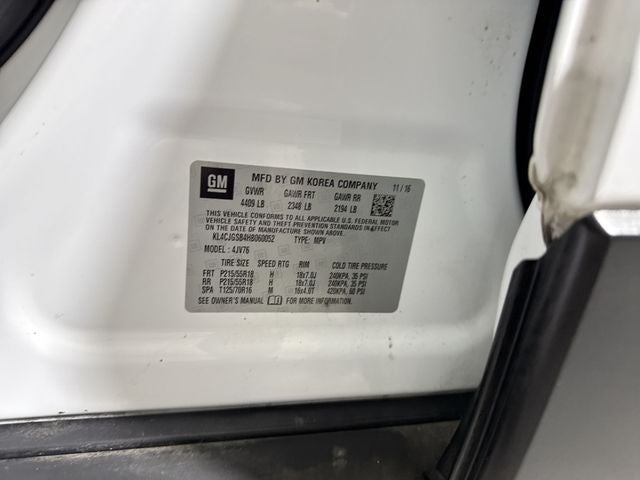 GM MFD BY GM KOREA COMPANY 11 / 16
GVWR GAWR FRT GAWR RR
4409 LB 2348 LB 2194 LB
THIS VEHICLE CONFORMS TO ALL APPLICABLE U.S. FEDERAL MOTOR
VEHICLE SAFETY, BUMPER, AND THEFT PREVENTION STANDARDS IN EFFECT
ON THE DATE OF MANUFACTURE SHOWN ABOVE.
KL4CJGSB4HB060052 TYPE: MPV
MODEL : 4JV76
TIRE SIZE SPEED RTG RIM COLD TIRE PRESSURE
FRT P215/55R18 H 18x7.0J 240KPA, 35 PSI
RR P215/55R18 H 18x7.0J 240KPA, 35 PSI
SPA T125/70R16 M 16x4.0T 420KPA, 60 PSI
SEE OWNER'S MANUAL FOR MORE INFORMATION.